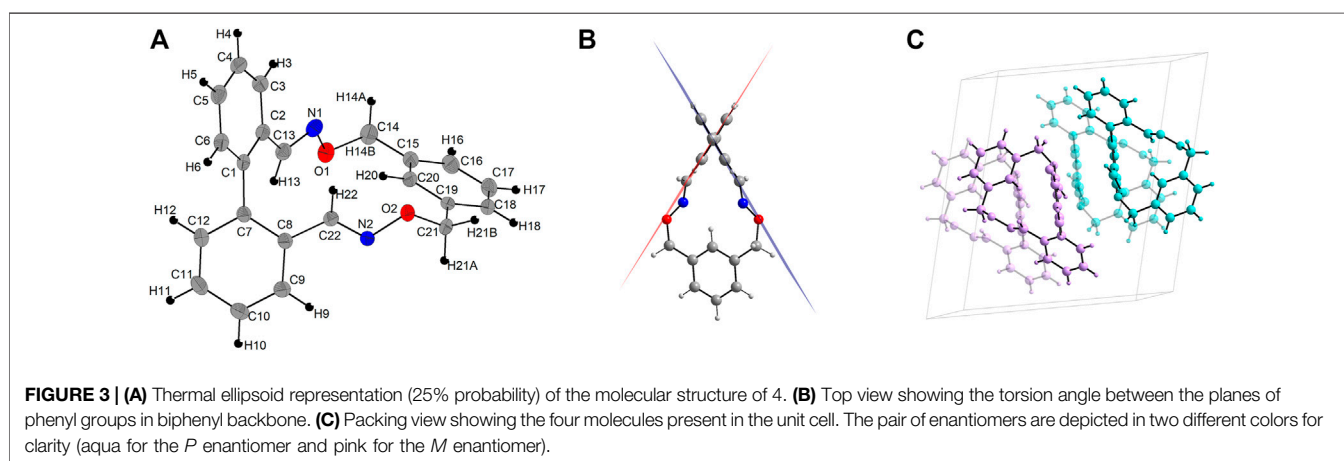 A
B
C
H4
C4
H3
H5
C3
C5
N1
H14A
C2
C14
C6
C13
C15
H16
H14B
C16
H6
O1
C1
C17
H20
C20
H17
H13
C19
H22
C18
H12
O2
H18
C12
C7
C8
C22
N2
C21
H21B
H21A
C11
C9
H11
C10
H9
H10
FIGURE 3 | (A) Thermal ellipsoid representation (25% probability) of the molecular structure of 4. (B) Top view showing the torsion angle between the planes of
phenyl groups in biphenyl backbone. (C) Packing view showing the four molecules present in the unit cell. The pair of enantiomers are depicted in two different colors for
clarity (aqua for the P enantiomer and pink for the M enantiomer).